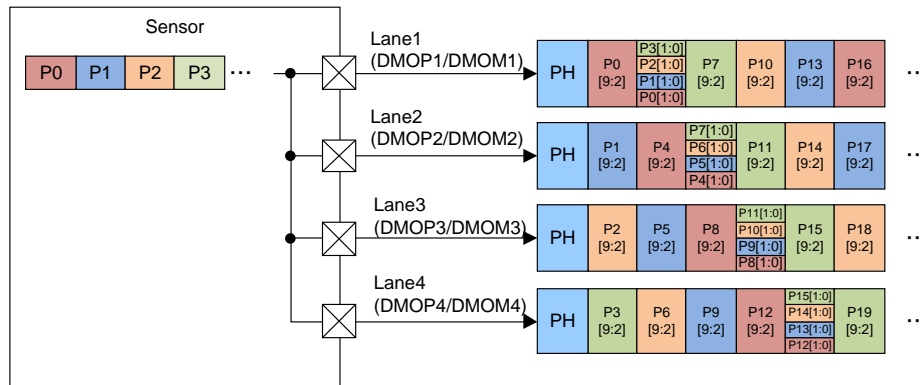 Sensor
P0 P1 P2 P3 ...
Lane1
(DMOP1/DMOM1)
PH
P0
[9:2]
P3[1:0]
P2[1:0]
P1[1:0]
P0[1:0]
P7
[9:2]
P10
[9:2]
P13
[9:2]
P16
[9:2]
...
Lane2
(DMOP2/DMOM2)
PH
P1
[9:2]
P4
[9:2]
P7[1:0]
P6[1:0]
P5[1:0]
P4[1:0]
P11
[9:2]
P14
[9:2]
P17
[9:2]
...
Lane3
(DMOP3/DMOM3)
PH
P2
[9:2]
P5
[9:2]
P8
[9:2]
P11[1:0]
P10[1:0]
P9[1:0]
P8[1:0]
P15
[9:2]
P18
[9:2]
...
Lane4
(DMOP4/DMOM4)
PH
P3
[9:2]
P6
[9:2]
P9
[9:2]
P12
[9:2]
P15[1:0]
P14[1:0]
P13[1:0]
P12[1:0]
P19
[9:2]
...